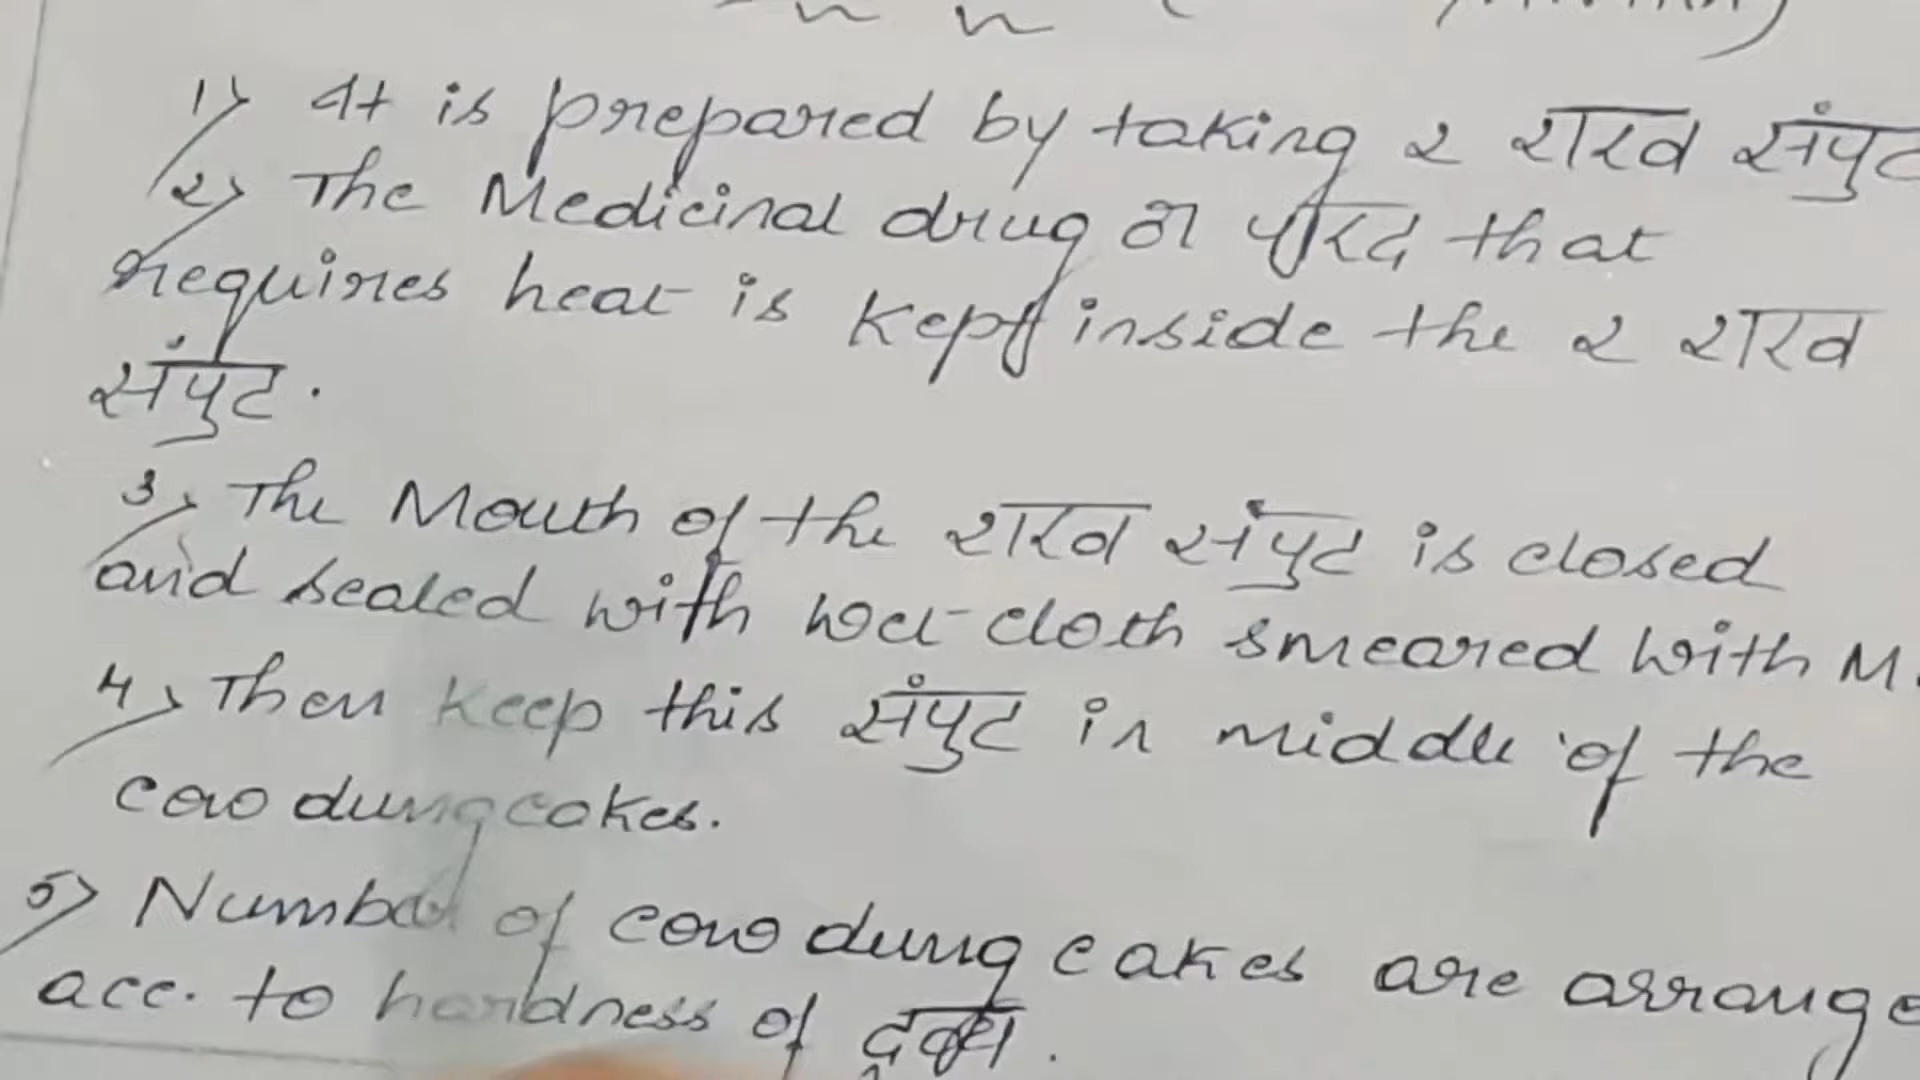 1) It is prepared by taking २ शराव संपुट
2) The Medicinal drug or पारद that
requires heat is kept inside the २ शराव
संपुट.
3) The Mouth of the शराव संपुट is closed
and sealed with wet cloth smeared with M.
4) Then keep this संपुट in middle of the
cow dung cakes.
5) Number of cow dung cakes are arrange
acc. to hardness of द्रव्य.